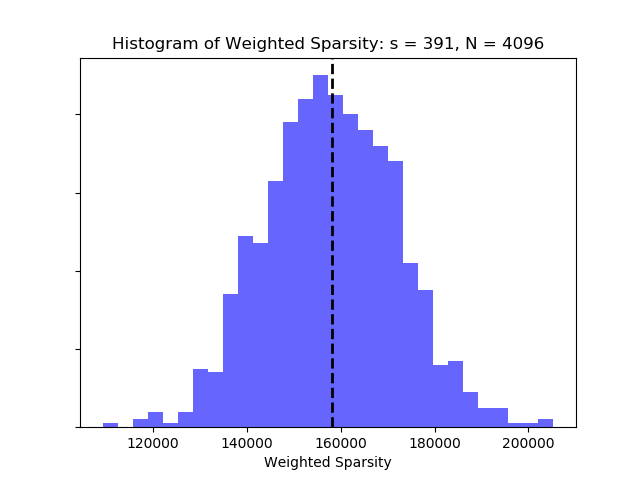 Histogram of Weighted Sparsity: s = 391, N = 4096
120000 140000 160000 180000 200000
Weighted Sparsity